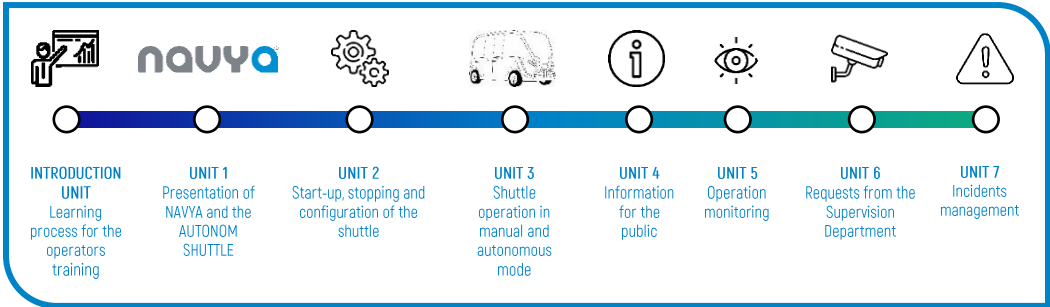 navya
INTRODUCTION
UNIT
Learning
process for the
operators
training
UNIT 1
Presentation of
NAVYA and the
AUTONOM
SHUTTLE
UNIT 2
Start-up, stopping and
configuration of the
shuttle
UNIT 3
Shuttle
operation in
manual and
autonomous
mode
UNIT 4
Information
for the
public
UNIT 5
Operation
monitoring
UNIT 6
Requests from the
Supervision
Department
UNIT 7
Incidents
management